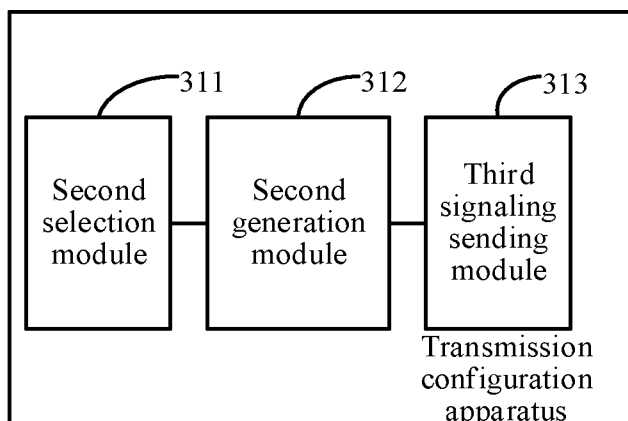 311
312
313
Second
selection
module
Second
generation
module
Third
signaling
sending
module
Transmission
configuration
apparatus